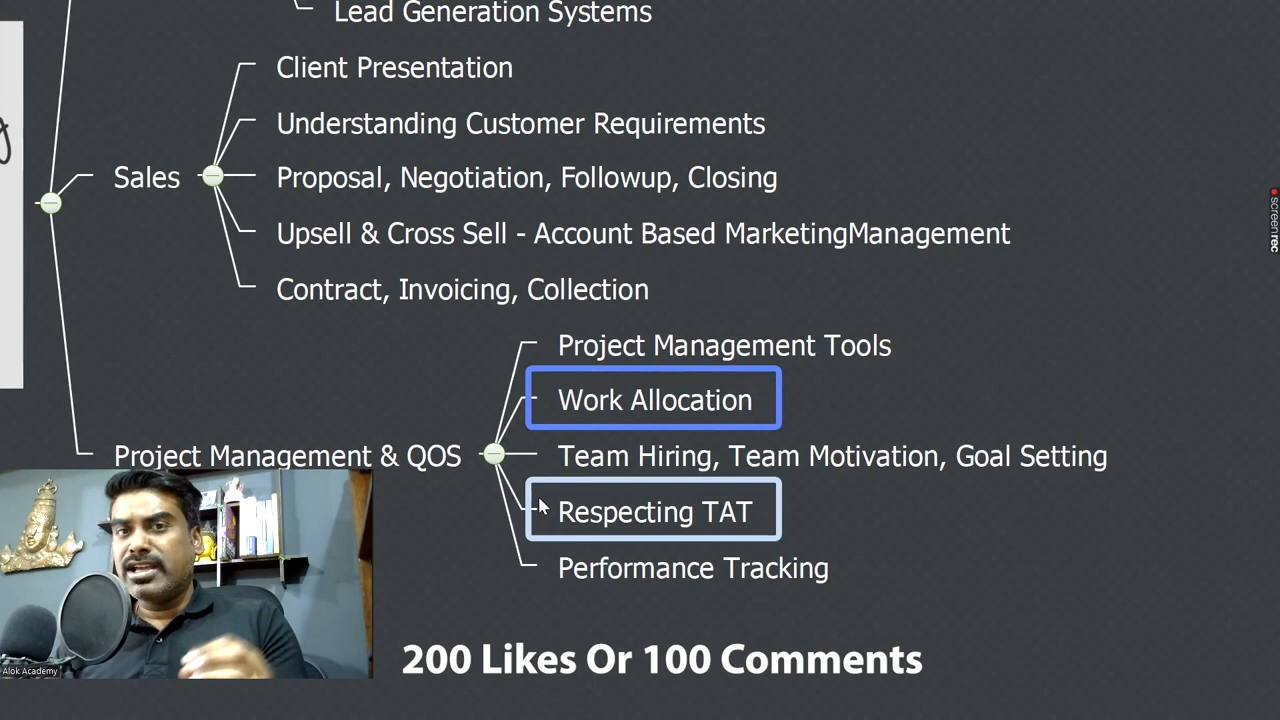 Lead Generation Systems
Client Presentation
Understanding Customer Requirements
Sales
Proposal, Negotiation, Followup, Closing
Upsell & Cross Sell - Account Based MarketingManagement
Contract, Invoicing, Collection
Project Management Tools
Work Allocation
Project Management & QOS
Team Hiring, Team Motivation, Goal Setting
Respecting TAT
Performance Tracking
200 Likes Or 100 Comments
Alok Academy
screenrec